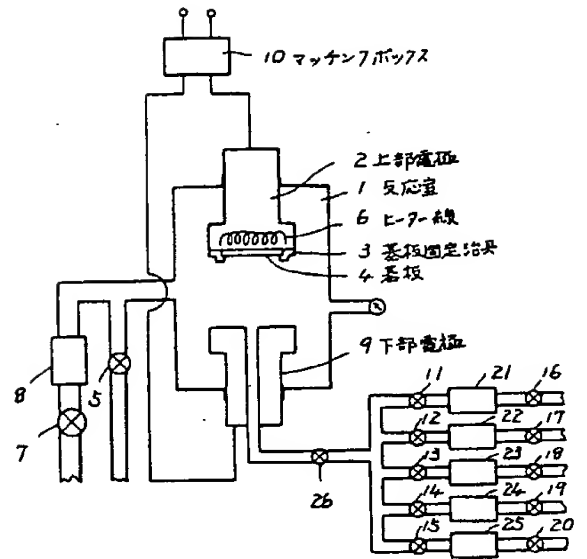 10 マッチングボックス
2 上部電極
1 反応室
6 ヒーター線
3 基板固定治具
4 基板
9 下部電極
8
5
7
26
11 21 16
12 22 17
13 23 18
14 24 19
15 25 20